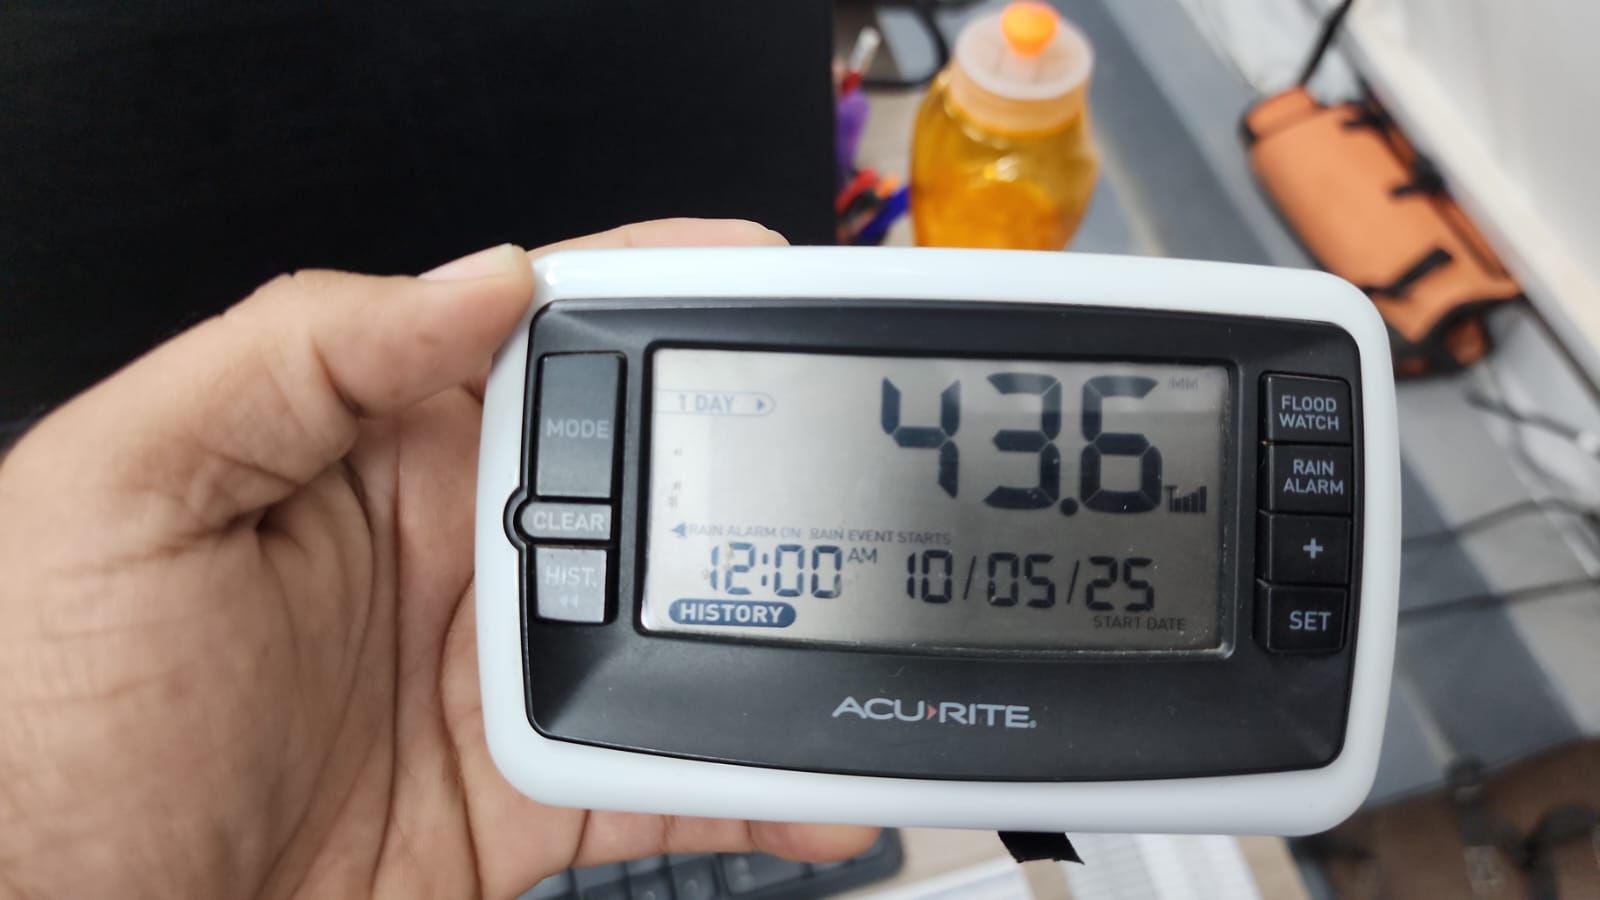 MODE
CLEAR
HIST.
1 DAY
43.6 MM
RAIN ALARM ON RAIN EVENT STARTS
12:00 AM 10/05/25
HISTORY
START DATE
FLOOD
WATCH
RAIN
ALARM
+
SET
ACURITE